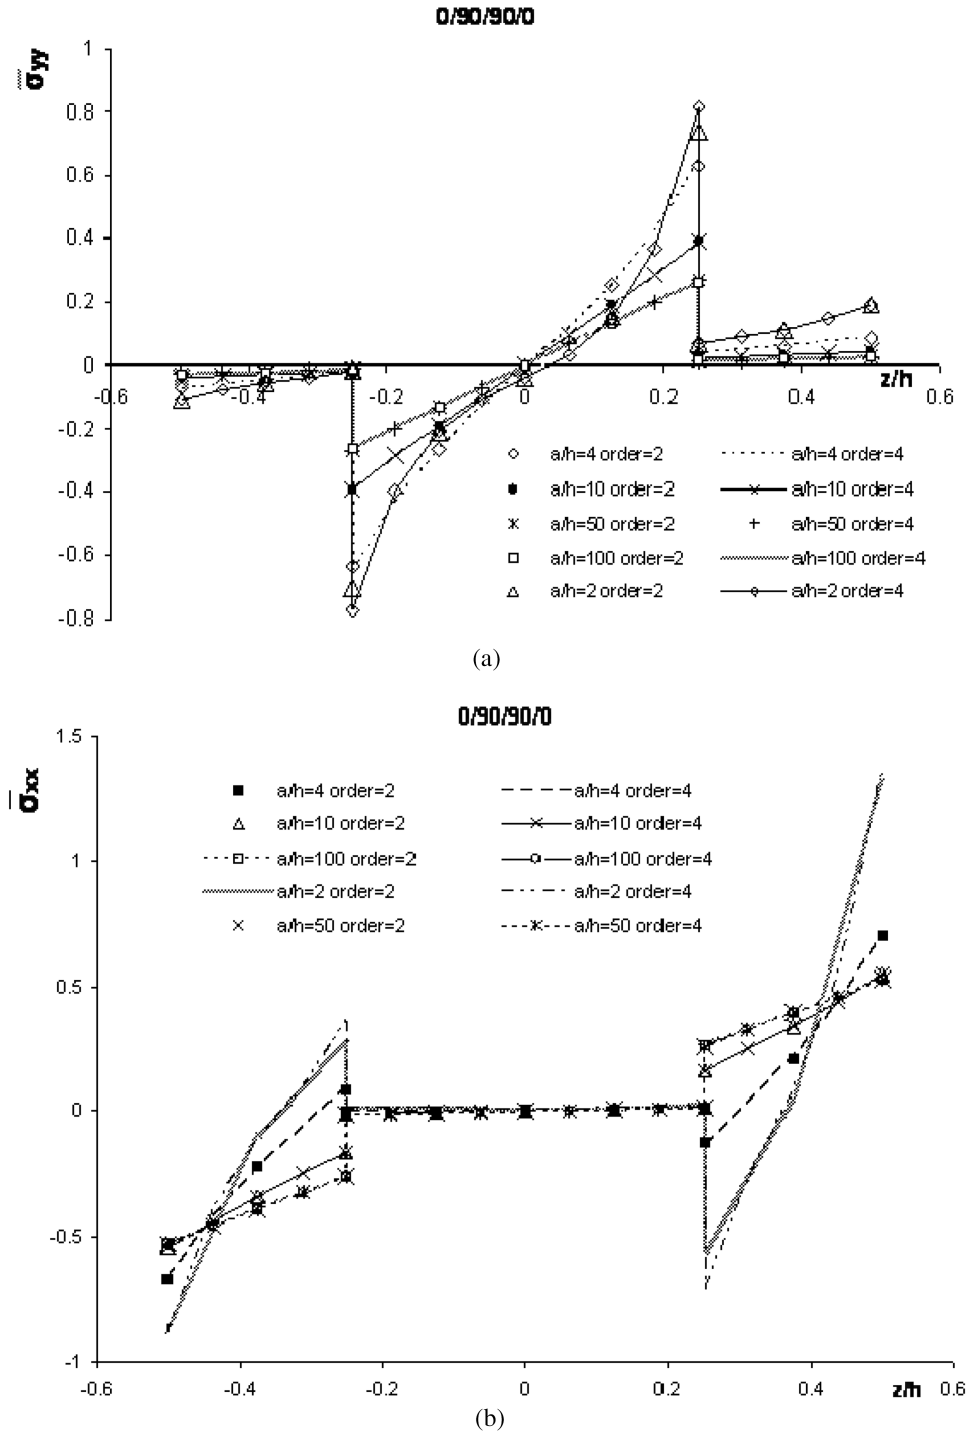 0/90/90/0
σ̄yy
1
0.8
0.6
0.4
0.2
0
-0.2
-0.4
-0.6
-0.8
-0.6 -0.4 -0.2 0 0.2 0.4 0.6
z/h
a/h=4 order=2 a/h=4 order=4
a/h=10 order=2 a/h=10 order=4
a/h=50 order=2 a/h=50 order=4
a/h=100 order=2 a/h=100 order=4
a/h=2 order=2 a/h=2 order=4
(a)
0/90/90/0
σ̄xx
1.5
1
0.5
0
-0.5
-1
a/h=4 order=2 a/h=4 order=4
a/h=10 order=2 a/h=10 order=4
a/h=100 order=2 a/h=100 order=4
a/h=2 order=2 a/h=2 order=4
a/h=50 order=2 a/h=50 order=4
-0.6 -0.4 -0.2 0 0.2 0.4 z/h 0.6
(b)